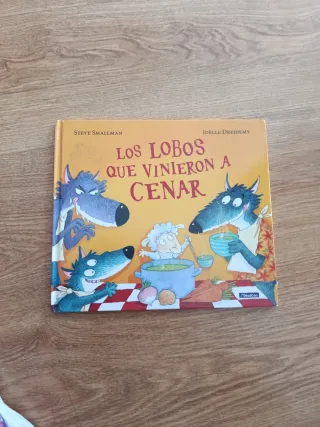 STEVE SMALLMAN
JOËLLE DREIDEMY
LOS LOBOS
QUE VINIERON A
CENAR